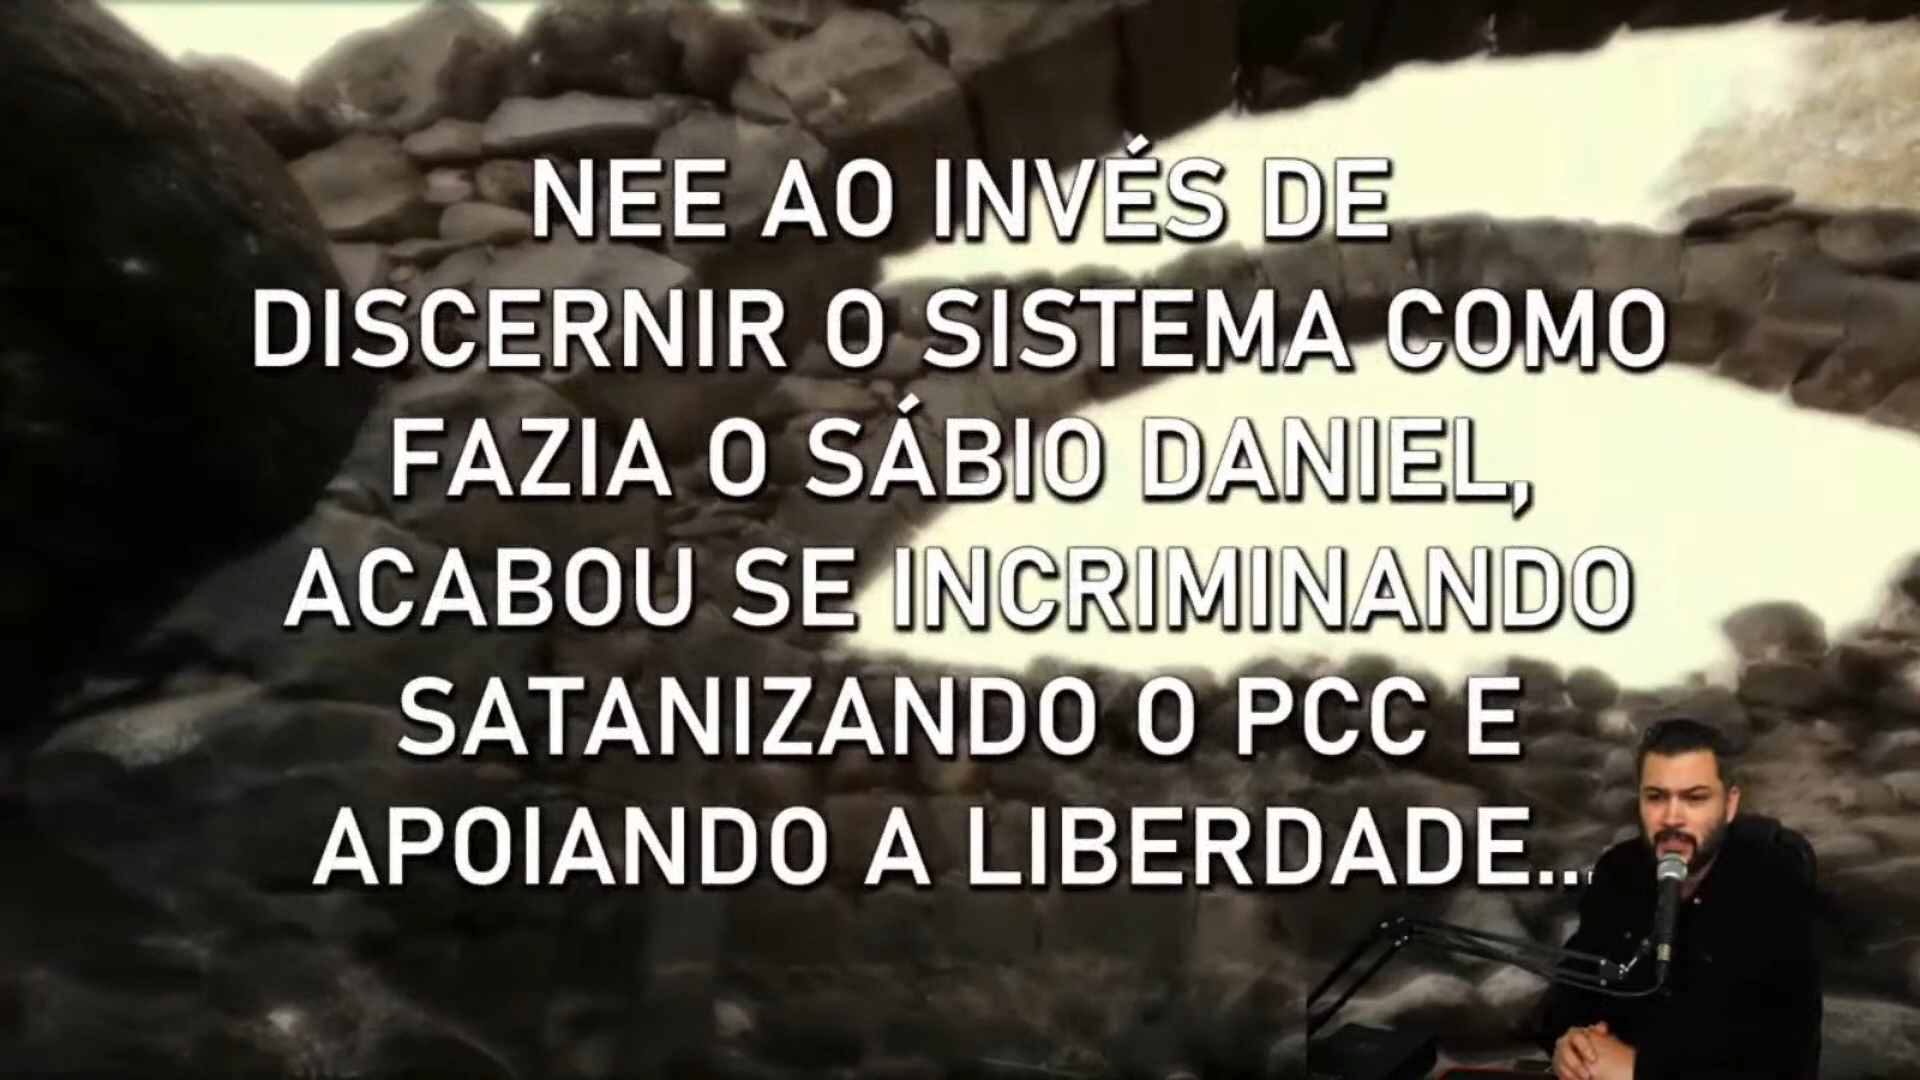 NEE AO INVÉS DE
DISCERNIR O SISTEMA COMO
FAZIA O SÁBIO DANIEL,
ACABOU SE INCRIMINANDO
SATANIZANDO O PCC E
APOIANDO A LIBERDADE...